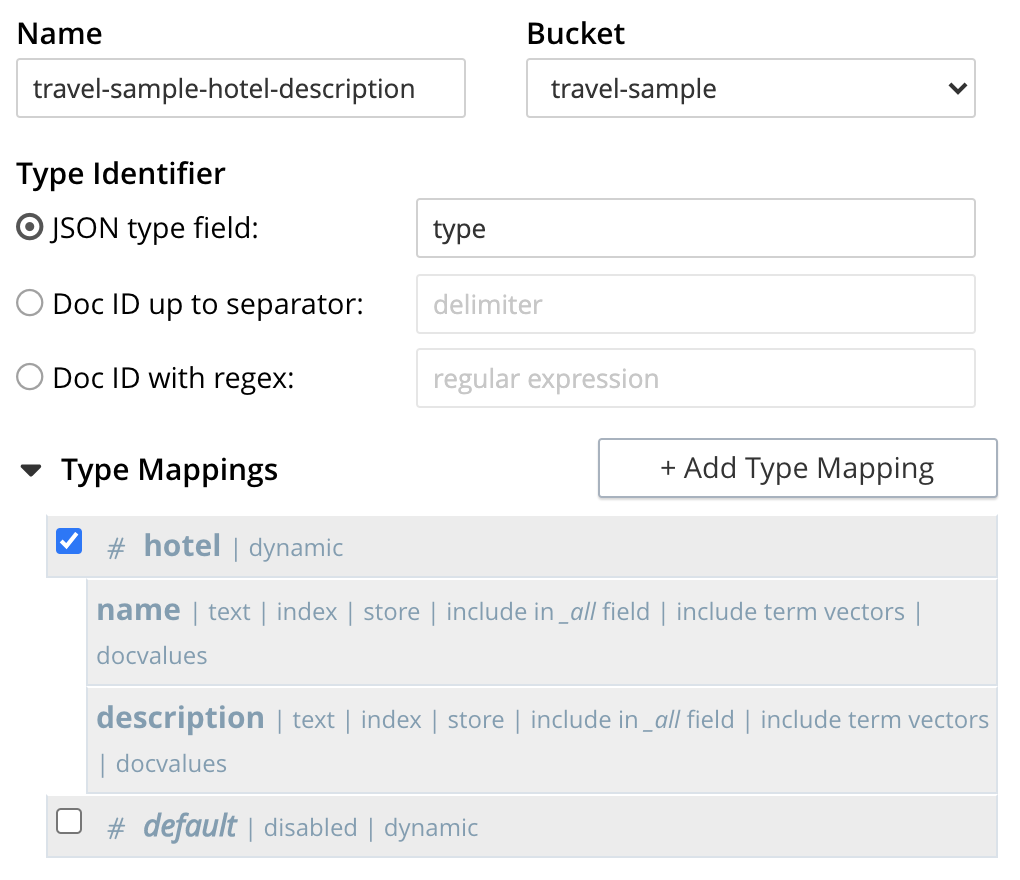 Name
Bucket
travel-sample-hotel-description
travel-sample
Type Identifier
JSON type field:
type
Doc ID up to separator:
delimiter
Doc ID with regex:
regular expression
Type Mappings
+ Add Type Mapping
# hotel | dynamic
name | text | index | store | include in _all field | include term vectors |
docvalues
description | text | index | store | include in _all field | include term vectors
| docvalues
# default | disabled | dynamic